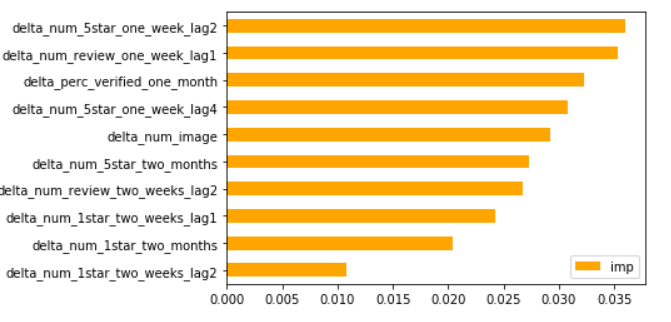 delta_num_5star_one_week_lag2
delta_num_review_one_week_lag1
delta_perc_verified_one_month
delta_num_5star_one_week_lag4
delta_num_image
delta_num_5star_two_months
delta_num_review_two_weeks_lag2
delta_num_1star_two_weeks_lag1
delta_num_1star_two_months
delta_num_1star_two_weeks_lag2
imp
0.000 0.005 0.010 0.015 0.020 0.025 0.030 0.035